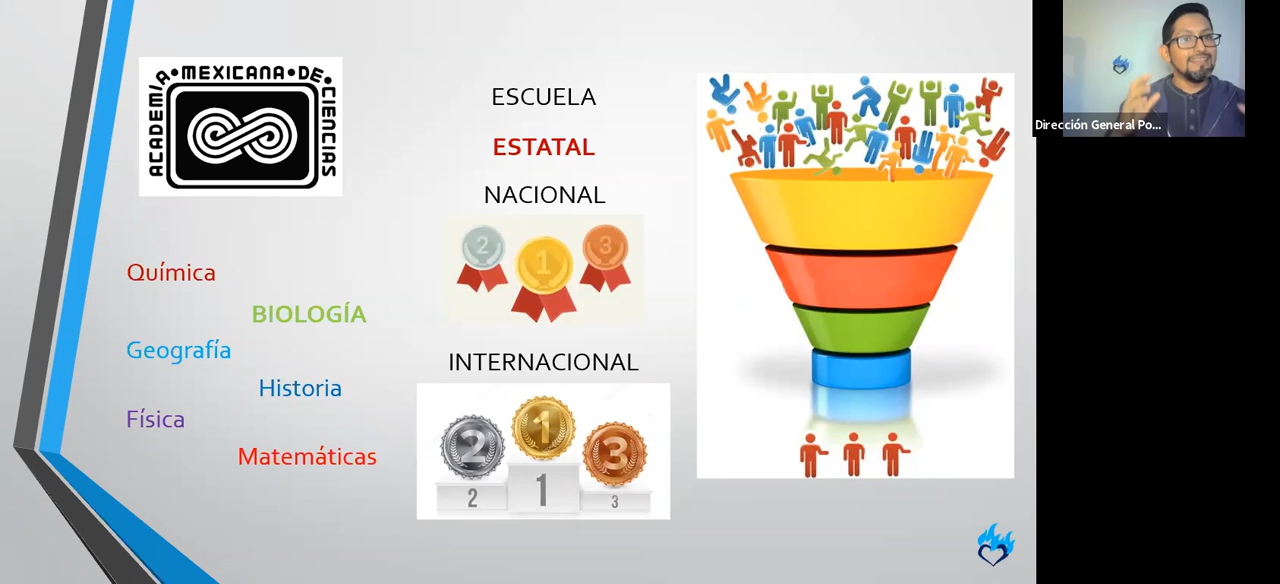 ACADEMIA•MEXICANA•DE•CIENCIAS
Química
BIOLOGÍA
Geografía
Historia
Física
Matemáticas
ESCUELA
ESTATAL
NACIONAL
2 1 3
INTERNACIONAL
2 1 3
2 1 3
Dirección General Po...